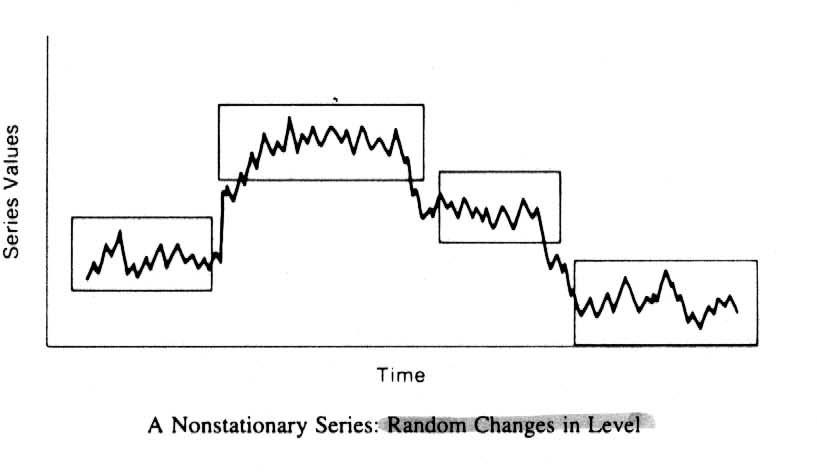 Series Values
Time
A Nonstationary Series: Random Changes in Level